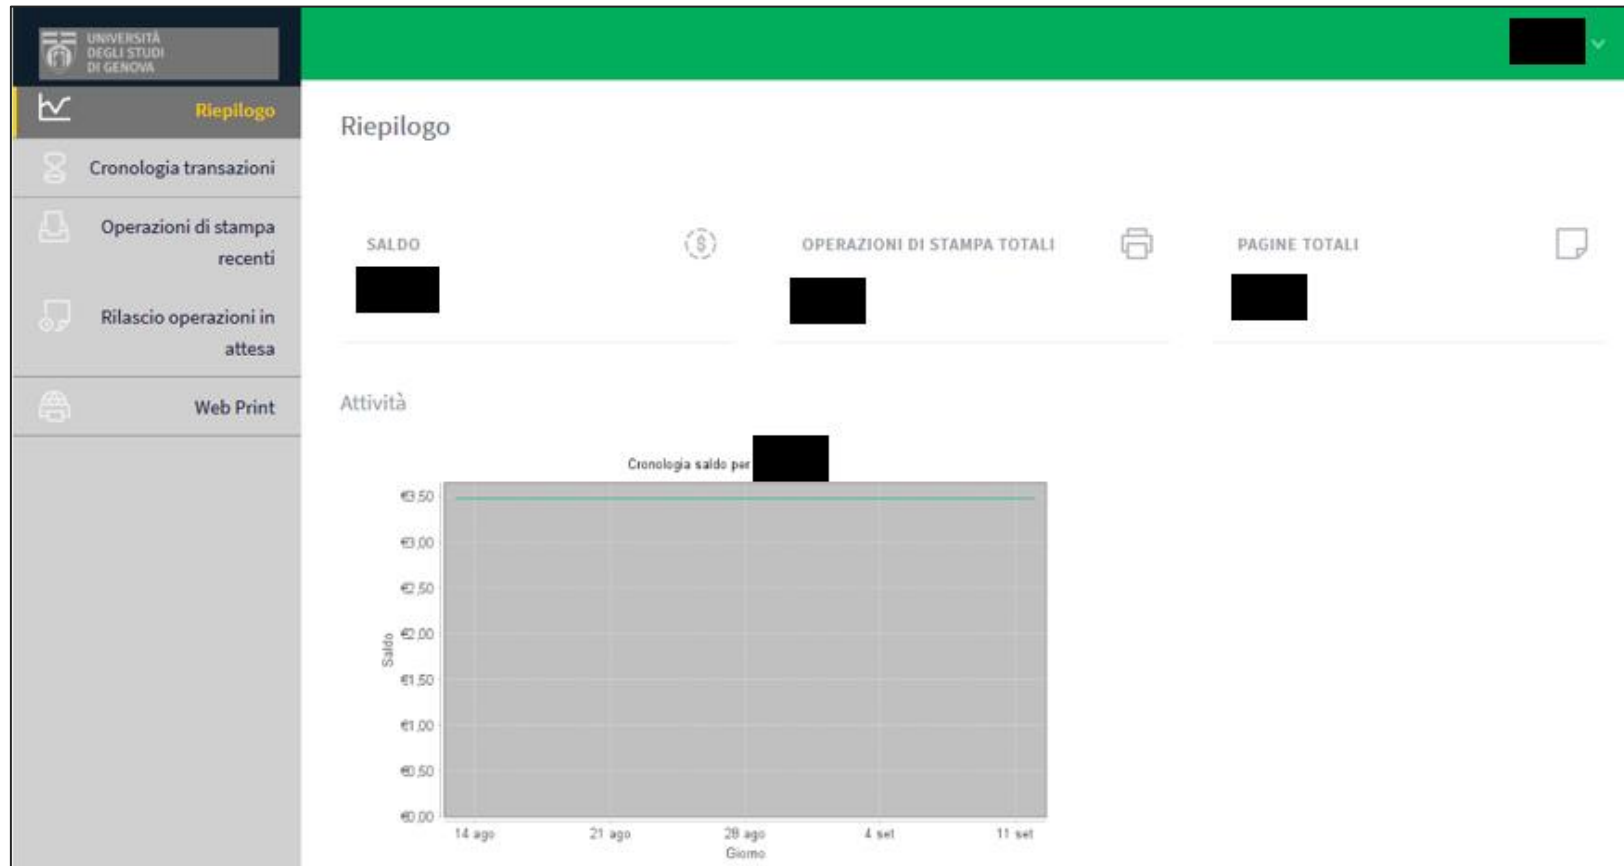 UNIVERSITÀ
DEGLI STUDI
DI GENOVA
Riepilogo
Cronologia transazioni
Operazioni di stampa
recenti
Rilascio operazioni in
attesa
Web Print
Riepilogo
SALDO
OPERAZIONI DI STAMPA TOTALI
PAGINE TOTALI
Attività
Cronologia saldo per
€3,50
€3,00
€2,50
€2,00
€1,50
€1,00
€0,50
€0,00
Saldo
14 ago 21 ago 28 ago 4 set 11 set
Giorno